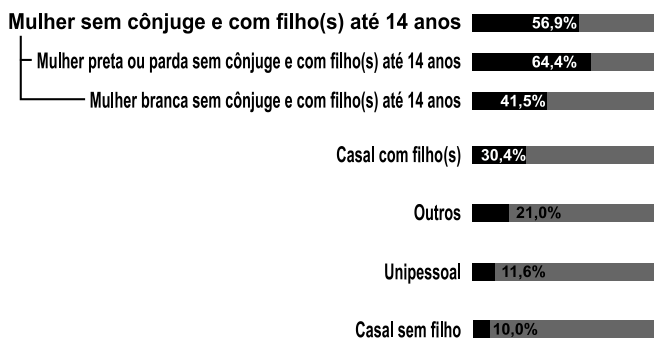 Mulher sem cônjuge e com filho(s) até 14 anos 56,9%
Mulher preta ou parda sem cônjuge e com filho(s) até 14 anos 64,4%
Mulher branca sem cônjuge e com filho(s) até 14 anos 41,5%
Casal com filho(s) 30,4%
Outros 21,0%
Unipessoal 11,6%
Casal sem filho 10,0%